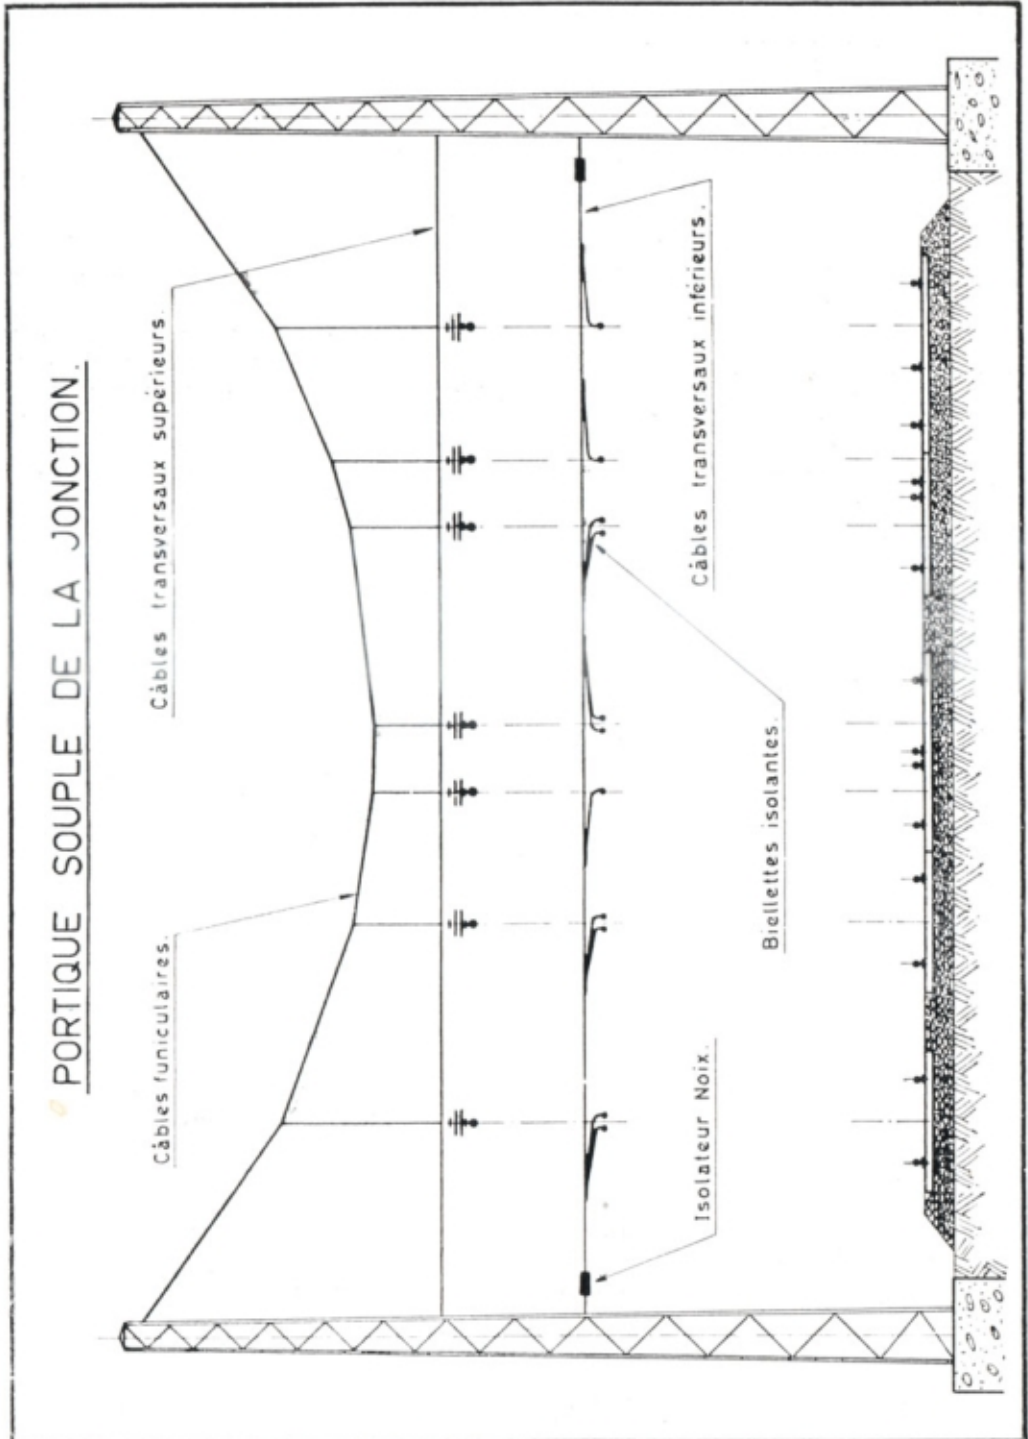 PORTIQUE SOUPLE DE LA JONCTION.
Câbles funiculaires.
Câbles transversaux supérieurs.
Isolateur Noix.
Biellettes isolantes.
Câbles transversaux inférieurs.